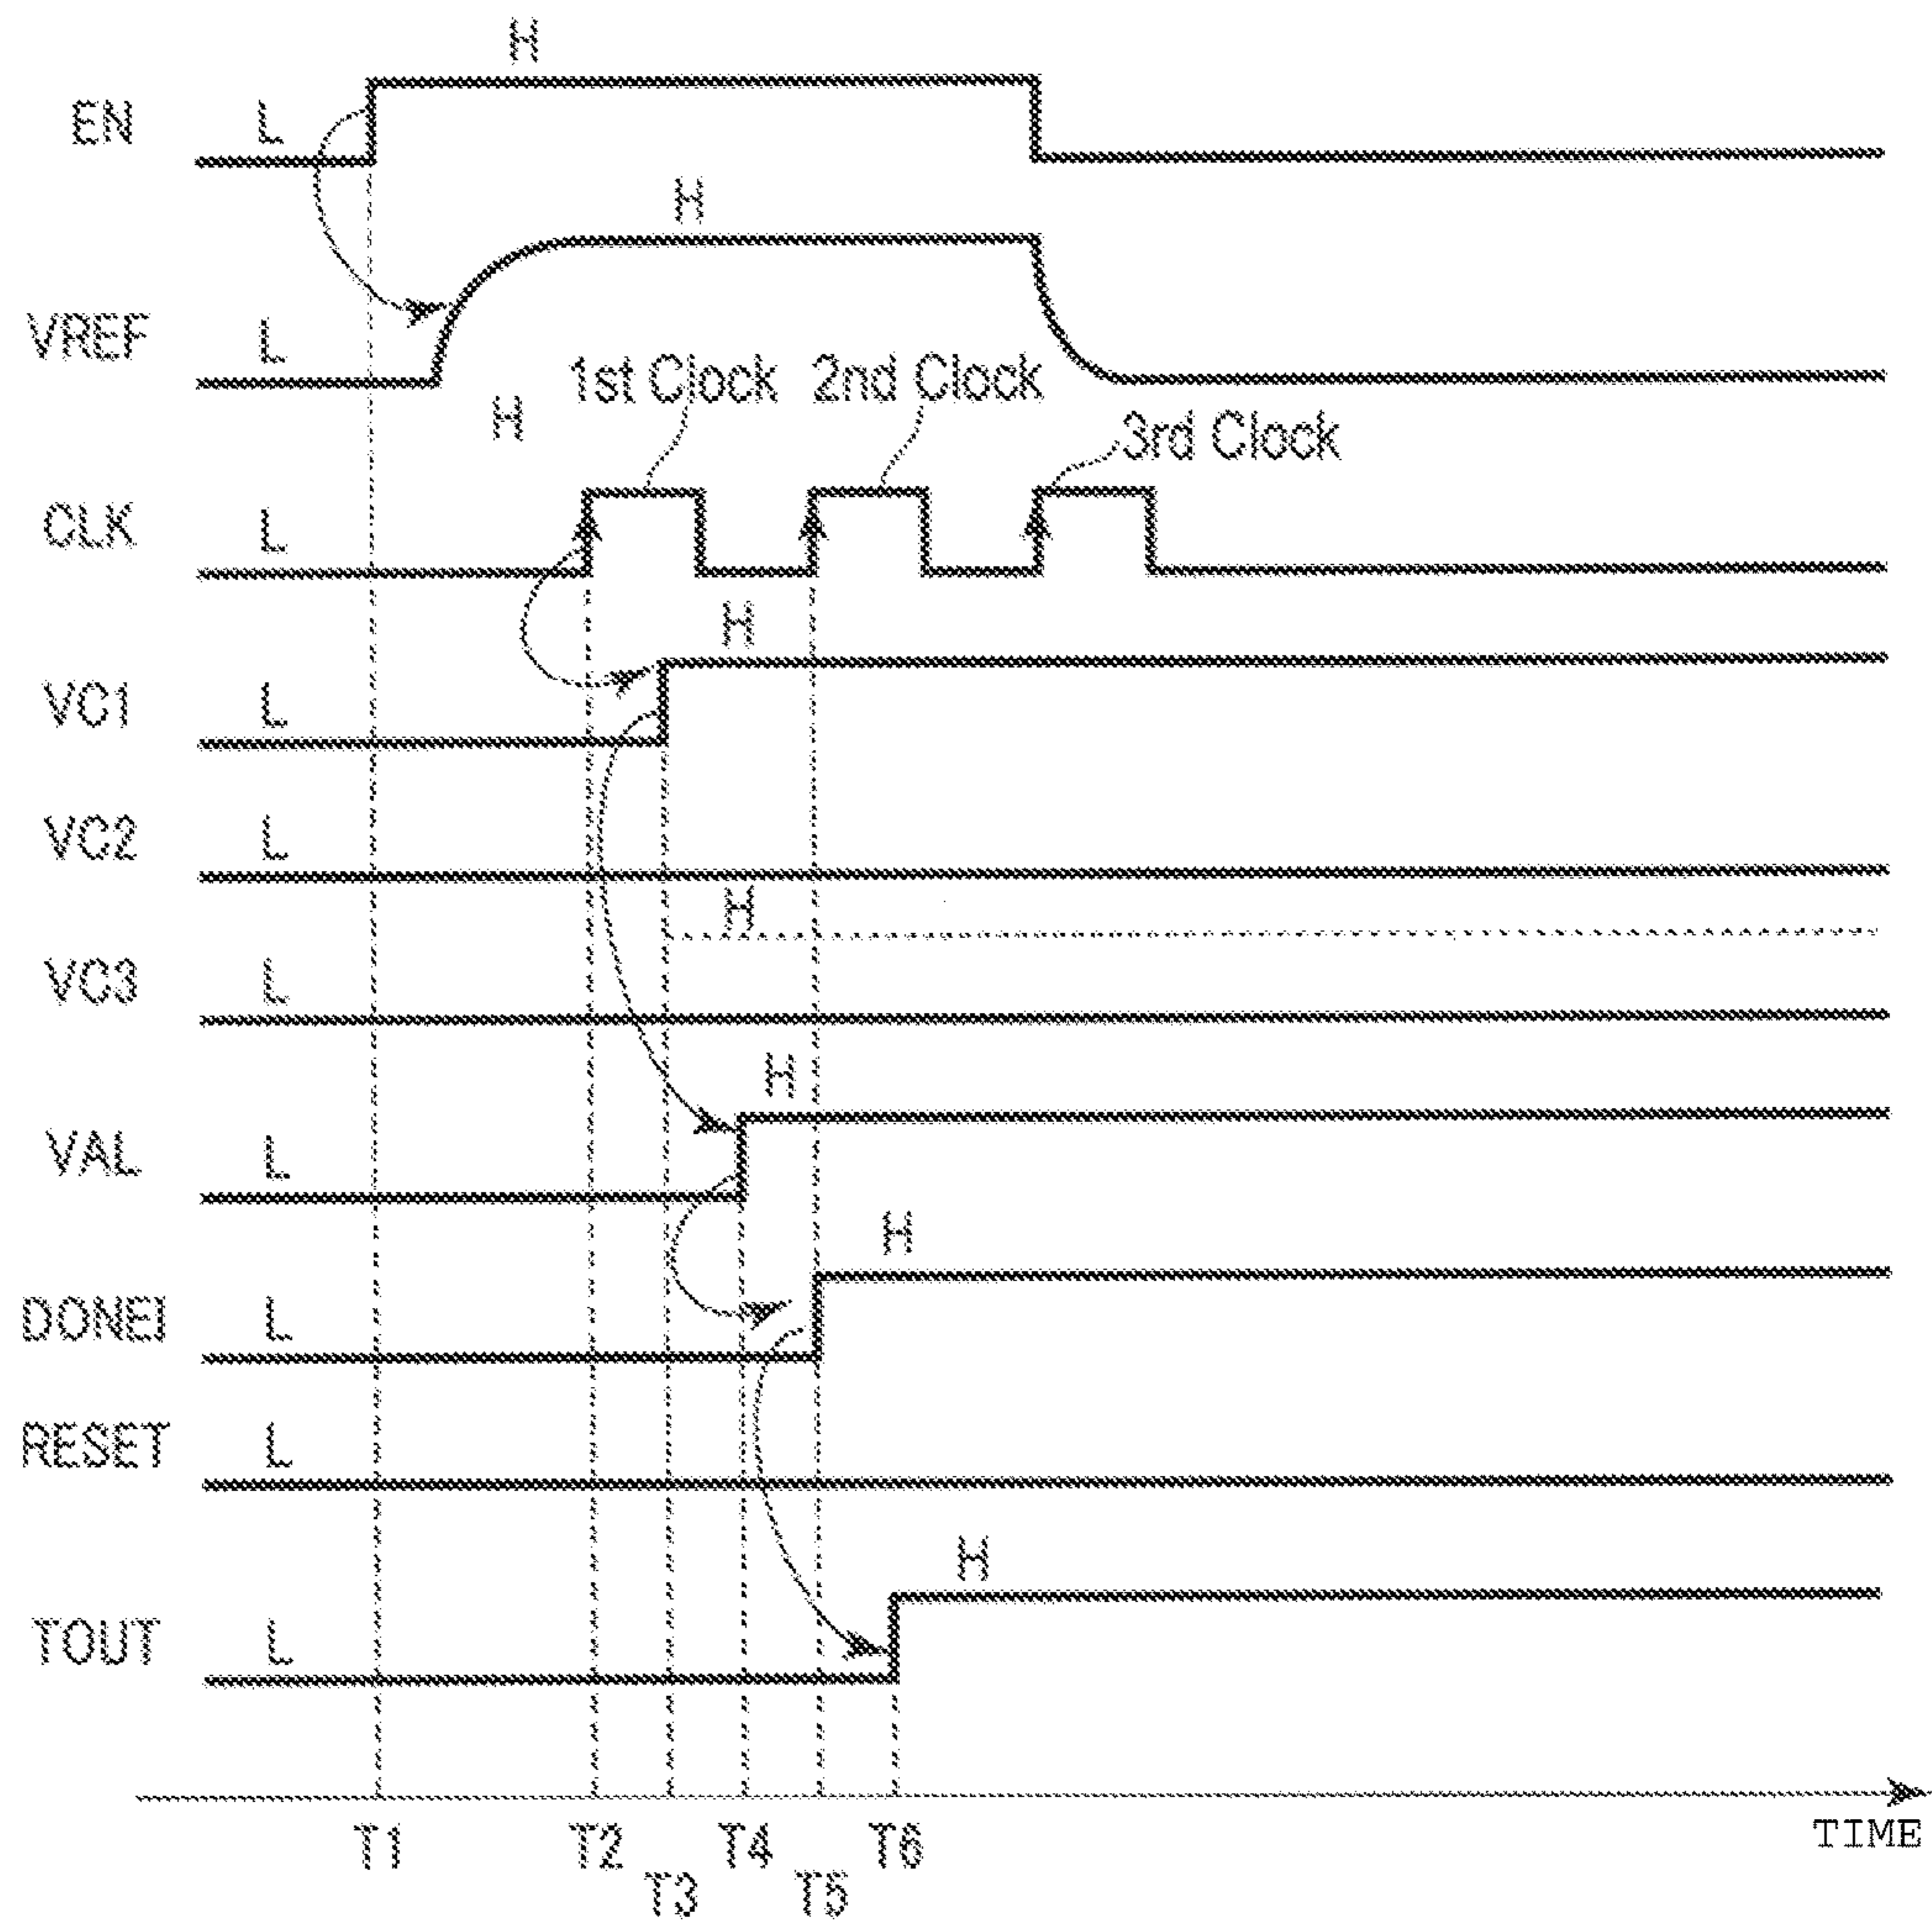 H
EN L
H
VREF L
1st Clock 2nd Clock
H
3rd Clock
CLK L
H
VC1 L
VC2 L
H
VC3 L
H
VAL L
H
DONEI L
RESET L
H
TOUT L
T1 T2 T4 T6 TIME
T3 T5